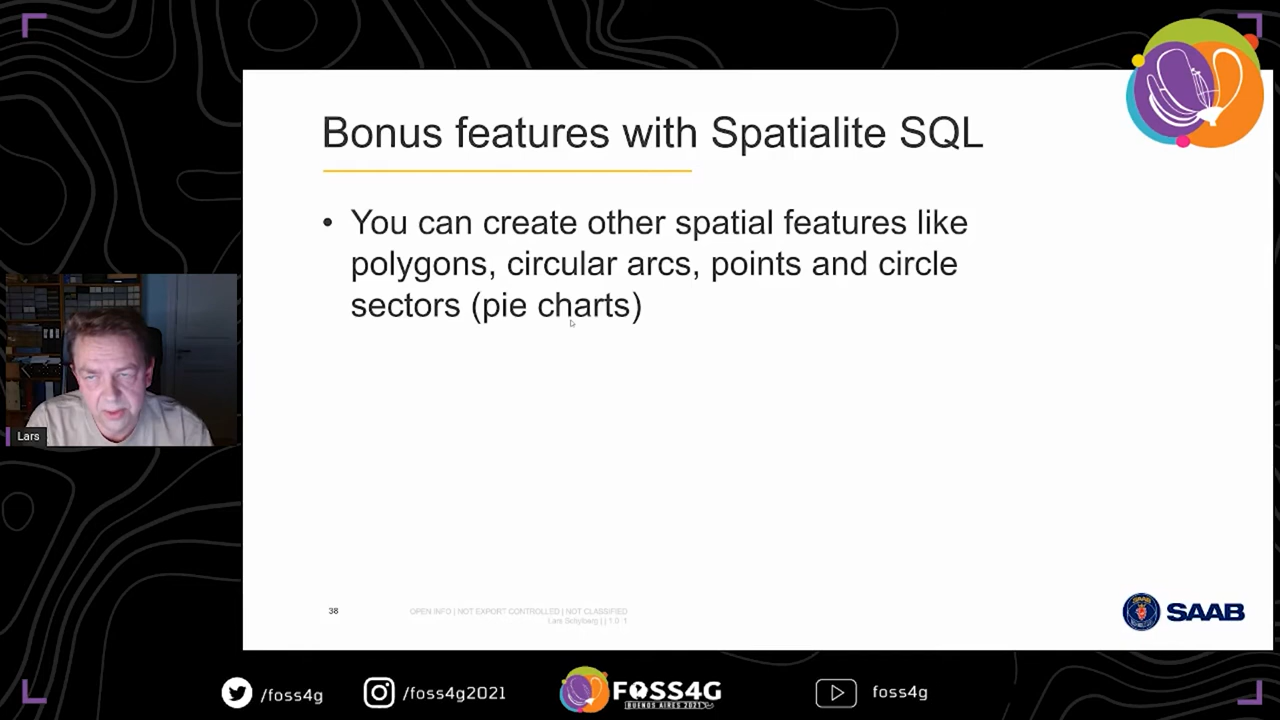 Bonus features with Spatialite SQL
• You can create other spatial features like
polygons, circular arcs, points and circle
sectors (pie charts)
Lars
38
OPEN INFO | NOT EXPORT CONTROLLED | NOT CLASSIFIED
Lars Schylberg | | 1.0 1
SAAB
SAAB
/foss4g
/foss4g2021
FOSS4G
BUENOS AIRES 2021
foss4g